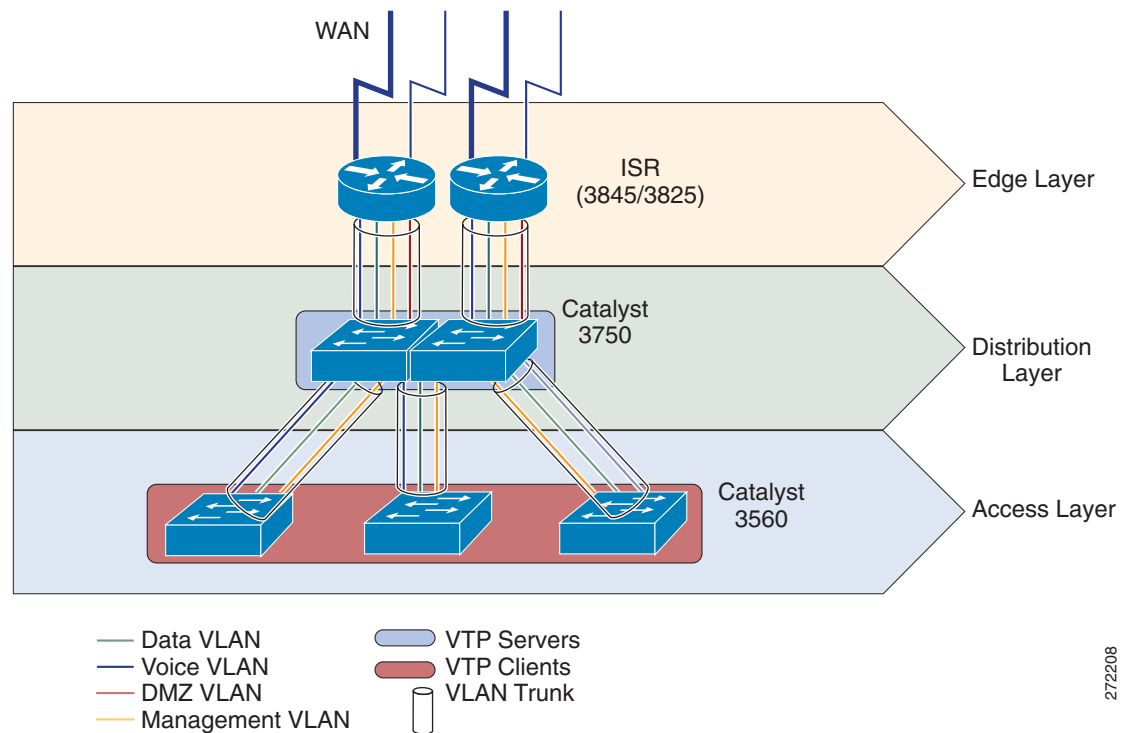 WAN
ISR
(3845/3825)
Edge Layer
Catalyst
3750
Distribution
Layer
Catalyst
3560
Access Layer
Data VLAN
Voice VLAN
DMZ VLAN
Management VLAN
VTP Servers
VTP Clients
VLAN Trunk
272208